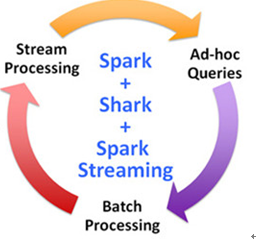 Stream
Processing
Spark
+
Shark
+
Spark
Streaming
Ad-hoc
Queries
Batch
Processing